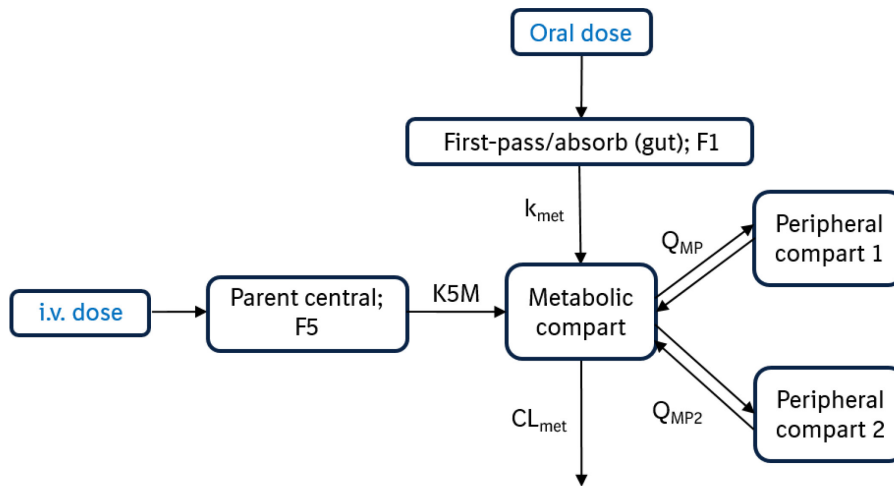 Oral dose
First-pass/absorb (gut); F1
kmet
QMP
Peripheral
compart 1
i.v. dose
Parent central;
F5
K5M
Metabolic
compart
CLmet
QMP2
Peripheral
compart 2